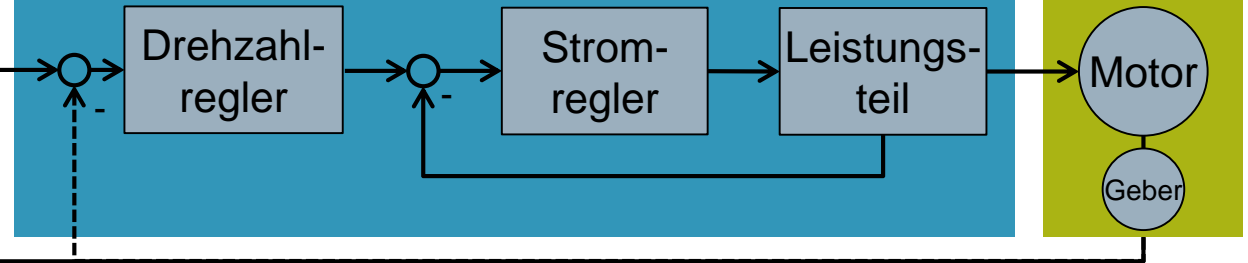 Drehzahl-
regler
Strom-
regler
Leistungs-
teil
Motor
Geber
-
-